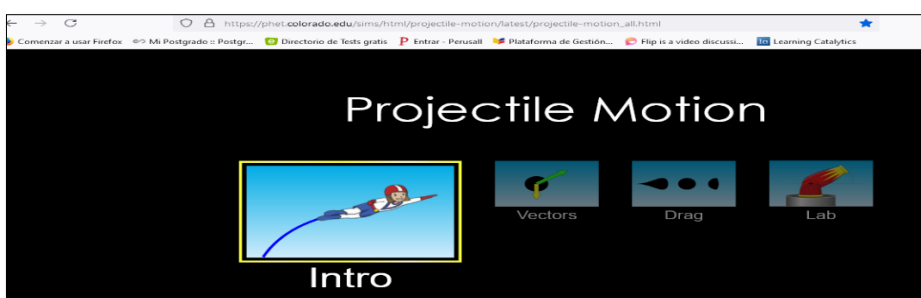 https://phet.colorado.edu/sims/html/projectile-motion/latest/projectile-motion_all.html
Comenzar a usar Firefox Mi Postgrado :: Postgr... Directorio de Tests gratis Entrar - Perusall Plataforma de Gestión... Flip is a video discussi... Learning Catalytics
Projectile Motion
Vectors Drag Lab
Intro